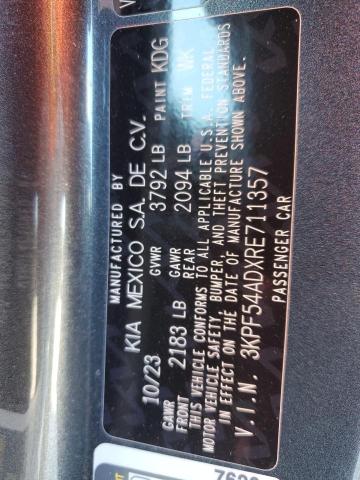 MANUFACTURED BY
KIA MEXICO S.A. DE C.V.
10/23 GVWR 3792 LB PAINT KDG
GAWR FRONT 2183 LB GAWR REAR 2094 LB TRIM WK
THIS VEHICLE CONFORMS TO ALL APPLICABLE U.S.A. FEDERAL
MOTOR VEHICLE SAFETY, BUMPER, AND THEFT PREVENTION STANDARDS
IN EFFECT ON THE DATE OF MANUFACTURE SHOWN ABOVE.
V.I.N. 3KPF54ADXRE711357
PASSENGER CAR